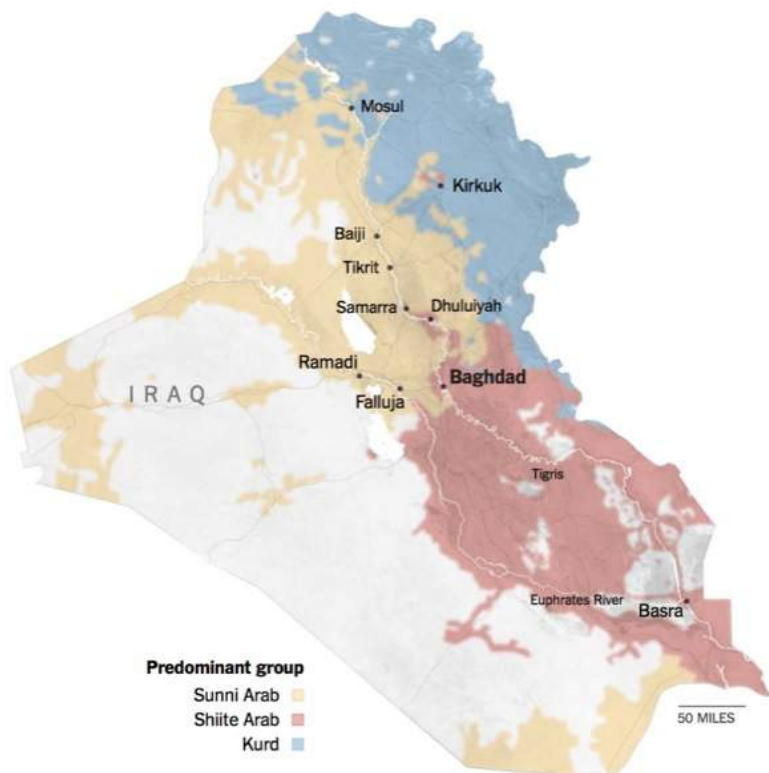 Mosul
Kirkuk
Baiji
Tikrit
Samarra
Dhuluiyah
Ramadi
Baghdad
IRAQ
Falluja
Tigris
Euphrates River
Basra
Predominant group
Sunni Arab
Shiite Arab
Kurd
50 MILES